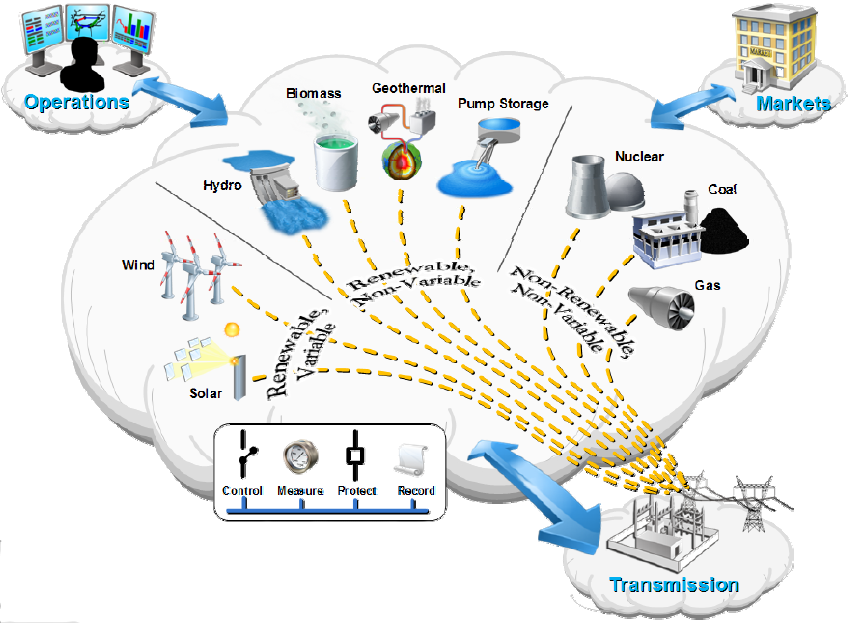 Operations
Markets
MARKET
Biomass
Geothermal
Pump Storage
Hydro
Nuclear
Coal
Wind
Gas
Solar
Renewable,
Variable
Renewable,
Non-Variable
Non-Renewable,
Non-Variable
Control
Measure
Protect
Record
Transmission